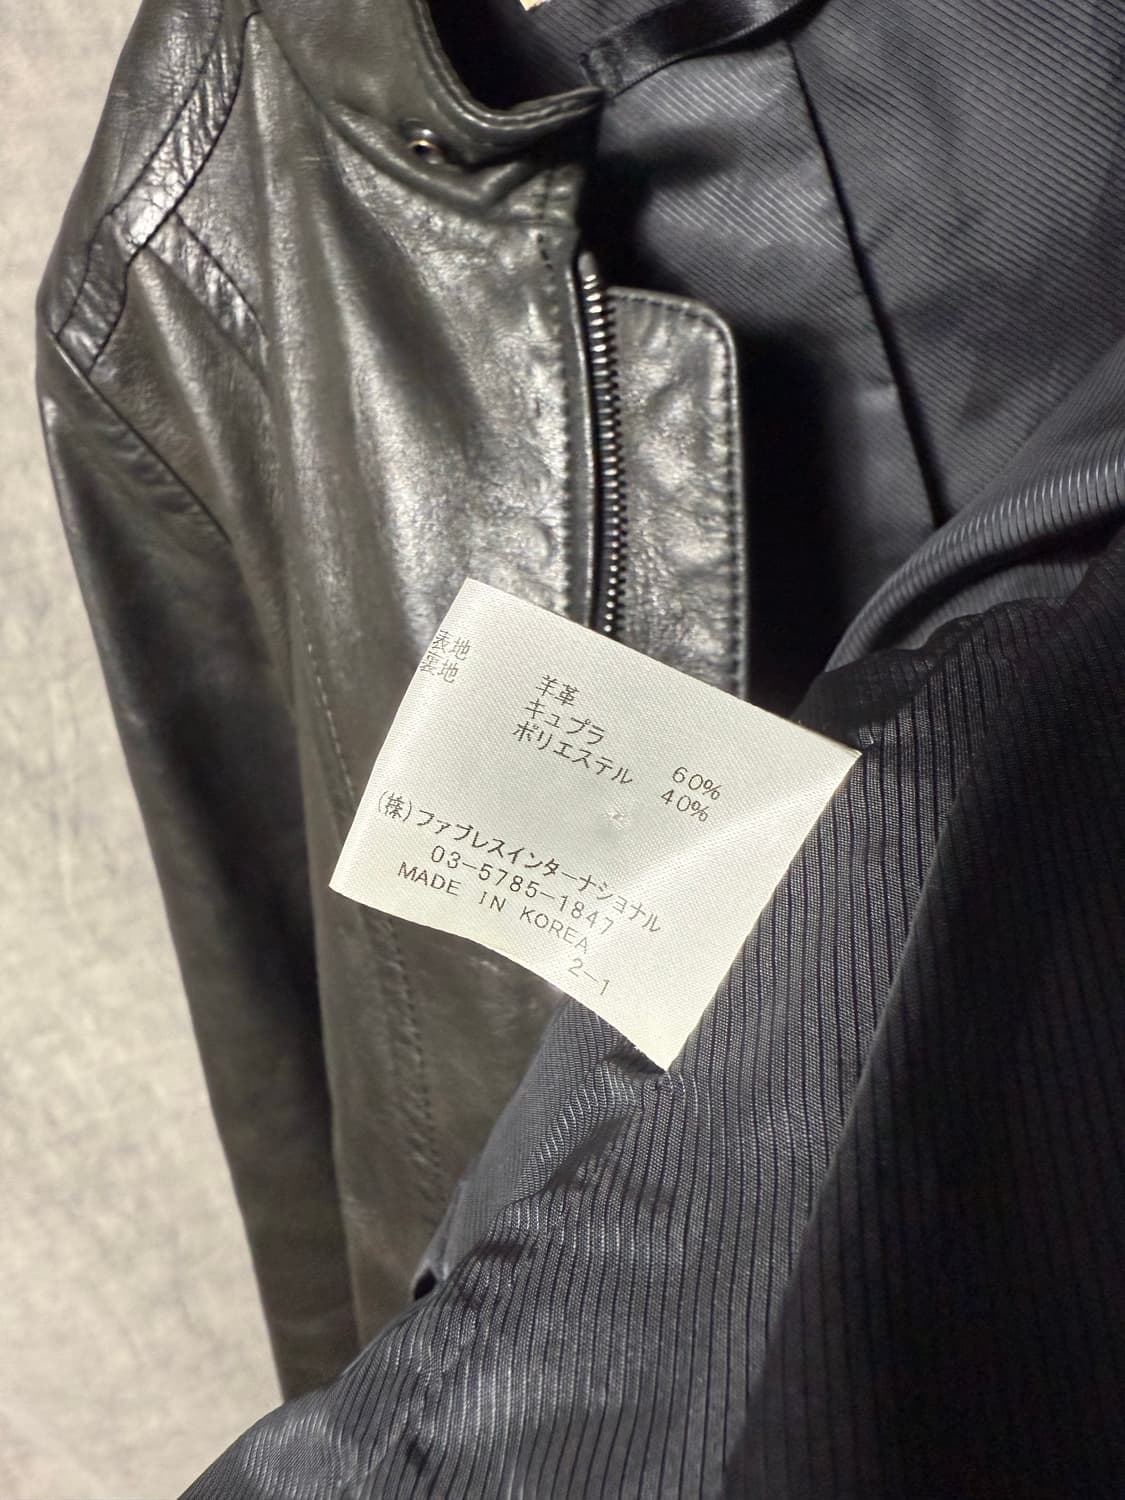 表地 羊革
裏地 キュプラ 60%
ポリエステル 40%
(株)ファブレスインターナショナル
03-5785-1847
MADE IN KOREA
2-1